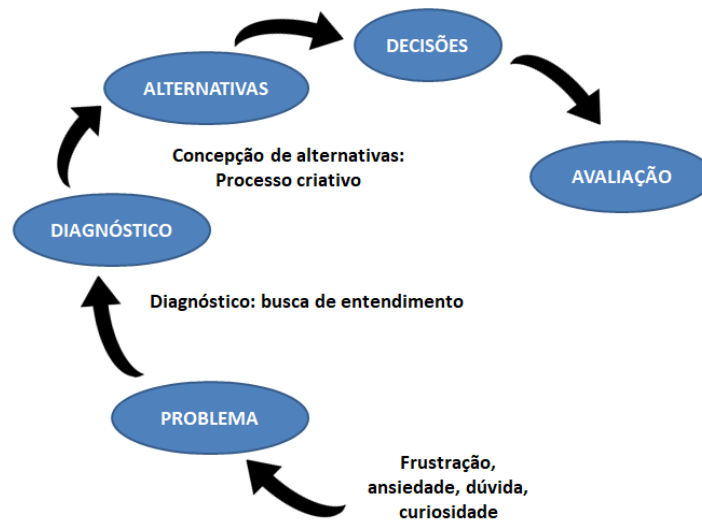 DECISÕES
ALTERNATIVAS
Concepção de alternativas:
Processo criativo
AVALIAÇÃO
DIAGNÓSTICO
Diagnóstico: busca de entendimento
PROBLEMA
Frustração,
ansiedade, dúvida,
curiosidade